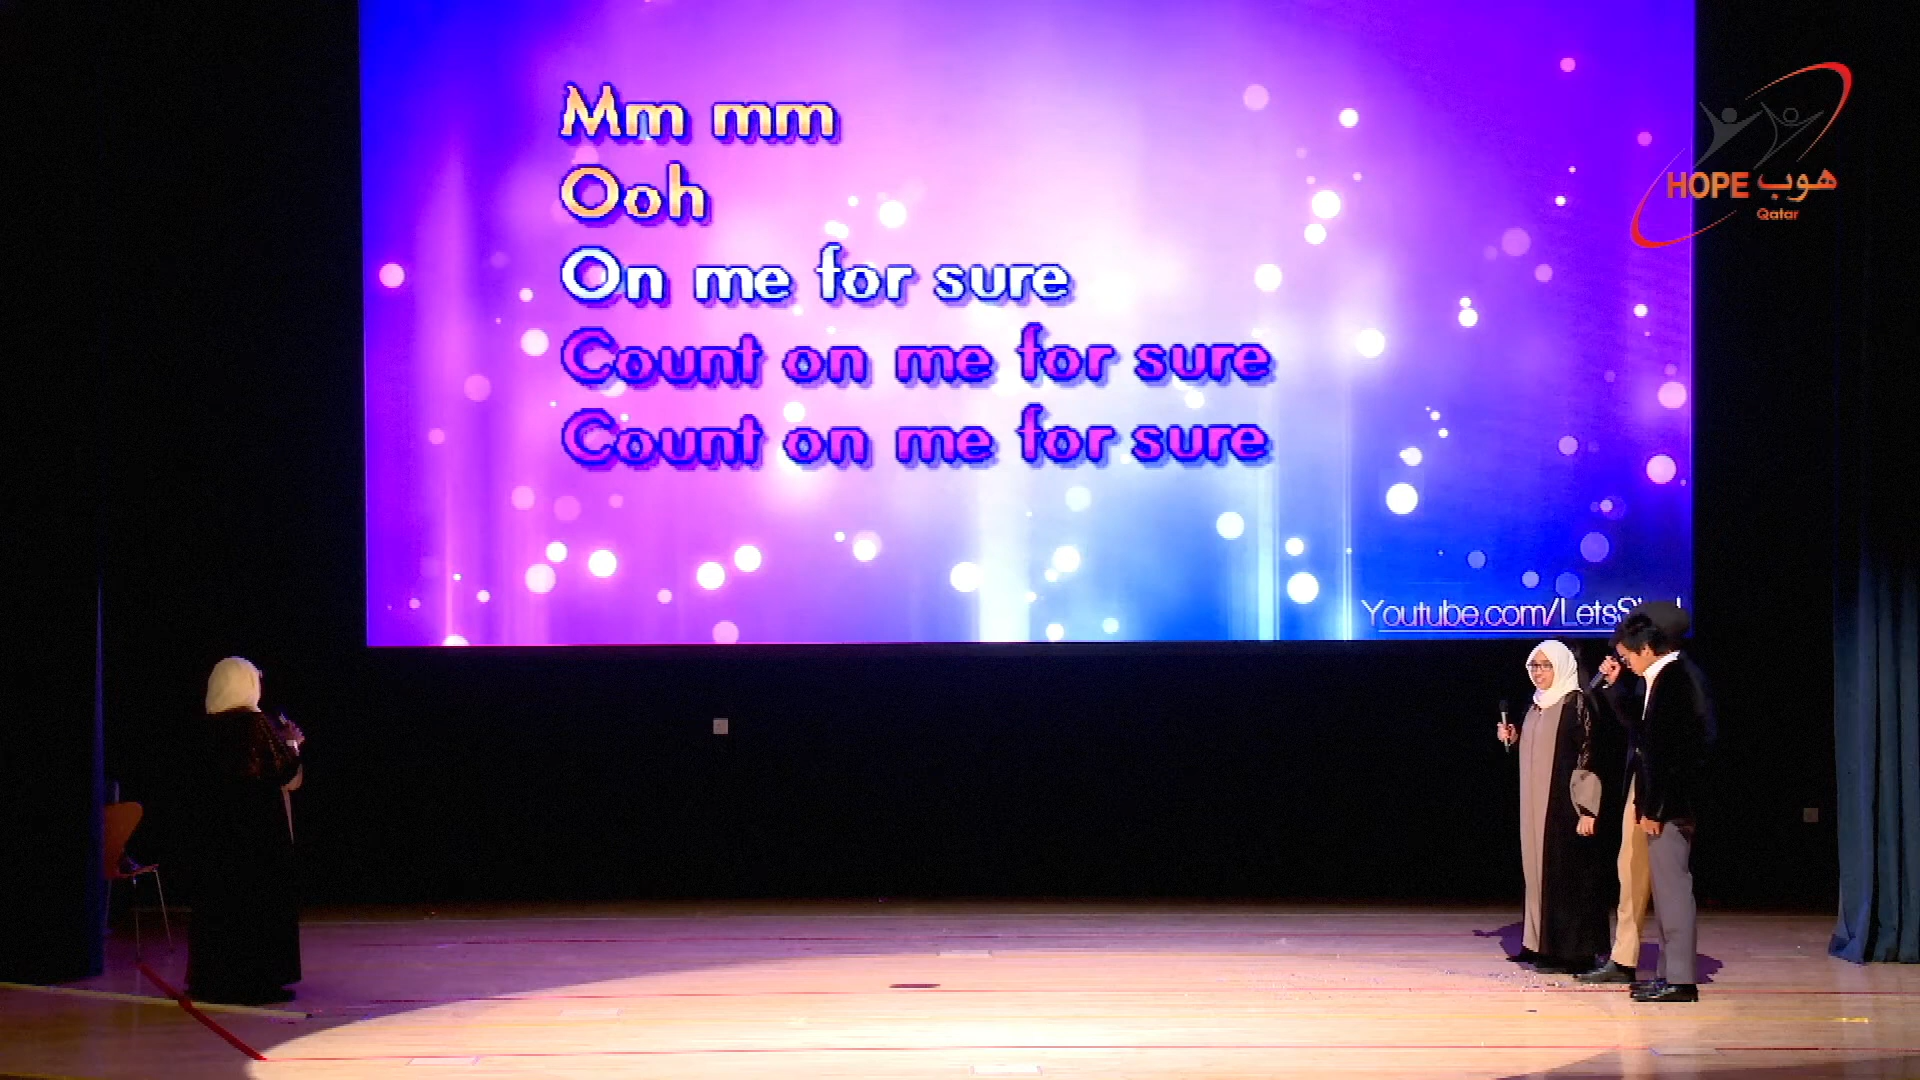 Mm mm
Ooh
On me for sure
Count on me for sure
Count on me for sure
HOPE هوب
Qatar